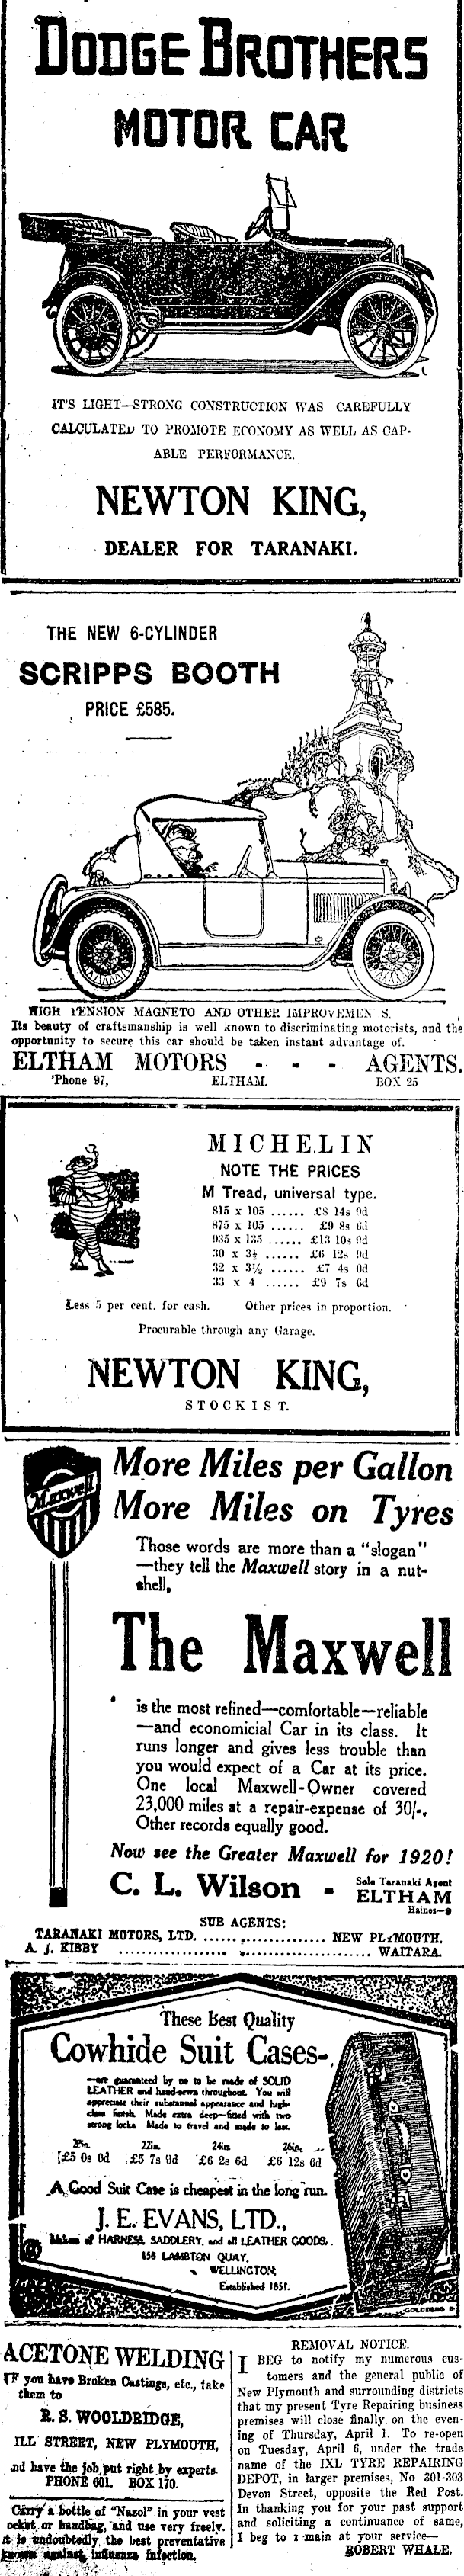 DODGE BROTHERS
MOTOR CAR
IT'S LIGHT—STRONG CONSTRUCTION WAS CAREFULLY
CALCULATED TO PROMOTE ECONOMY AS WELL AS CAP-
ABLE PERFORMANCE.
NEWTON KING,
DEALER FOR TARANAKI.
THE NEW 6-CYLINDER
SCRIPPS BOOTH
PRICE £585.
HIGH TENSION MAGNETO AND OTHER IMPROVEMEN S.
Its beauty of craftsmanship is well known to discriminating motorists, and the
opportunity to secure this car should be taken instant advantage of.
ELTHAM MOTORS - - - AGENTS.
'Phone 97, ELTHAM. BOX 25
MICHELIN
NOTE THE PRICES
M Tread, universal type.
815 x 105 ...... £8 14s 9d
875 x 105 ...... £9 8s 6d
935 x 135 ...... £13 10s 9d
30 x 3½ ...... £6 12s 9d
32 x 3½ ...... £7 4s 0d
33 x 4 ...... £9 7s 6d
Less 5 per cent. for cash. Other prices in proportion.
Procurable through any Garage.
NEWTON KING,
STOCKIST.
Maxwell
More Miles per Gallon
More Miles on Tyres
Those words are more than a "slogan"
—they tell the Maxwell story in a nut-
shell,
The Maxwell
is the most refined—comfortable—reliable
—and economicial Car in its class. It
runs longer and gives less trouble than
you would expect of a Car at its price.
One local Maxwell-Owner covered
23,000 miles at a repair-expense of 30/-,
Other records equally good.
Now see the Greater Maxwell for 1920!
C. L. Wilson - Sole Taranaki Agent
ELTHAM
Haines—9
SUB AGENTS:
TARANAKI MOTORS, LTD. ..................... NEW PLYMOUTH.
A. J. KIBBY ........................................ WAITARA.
These Best Quality
Cowhide Suit Cases-
—are guaranteed by us to be made of SOLID
LEATHER and hand-sewn throughout. You will
appreciate their substantial appearance and high-
class finish. Made extra deep—fitted with two
strong locks. Made to travel and made to last.
20in. 22in. 24in. 26in.
£5 0s 0d £5 7s 9d £6 2s 6d £6 12s 6d
A Good Suit Case is cheapest in the long run.
J. E. EVANS, LTD.,
Makers of HARNESS, SADDLERY, and all LEATHER GOODS,
158 LAMBTON QUAY,
WELLINGTON
Established 1851.
GOLDBERG
ACETONE WELDING
IF you have Broken Castings, etc., take
them to
R. S. WOOLDRIDGE,
ILL STREET, NEW PLYMOUTH,
nd have the job put right by experts
PHONE 601. BOX 170.
Carry a bottle of "Nazol" in your vest
ocket or handbag, and use very freely.
it is undoubtedly the best preventative
known against influenza infection.
REMOVAL NOTICE.
I BEG to notify my numerous cus-
tomers and the general public of
New Plymouth and surrounding districts
that my present Tyre Repairing business
premises will close finally on the even-
ing of Thursday, April 1. To re-open
on Tuesday, April 6, under the trade
name of the IXL TYRE REPAIRING
DEPOT, in larger premises, No 301-303
Devon Street, opposite the Red Post.
In thanking you for your past support
and soliciting a continuance of same,
I beg to remain at your service—
ROBERT WHALE.